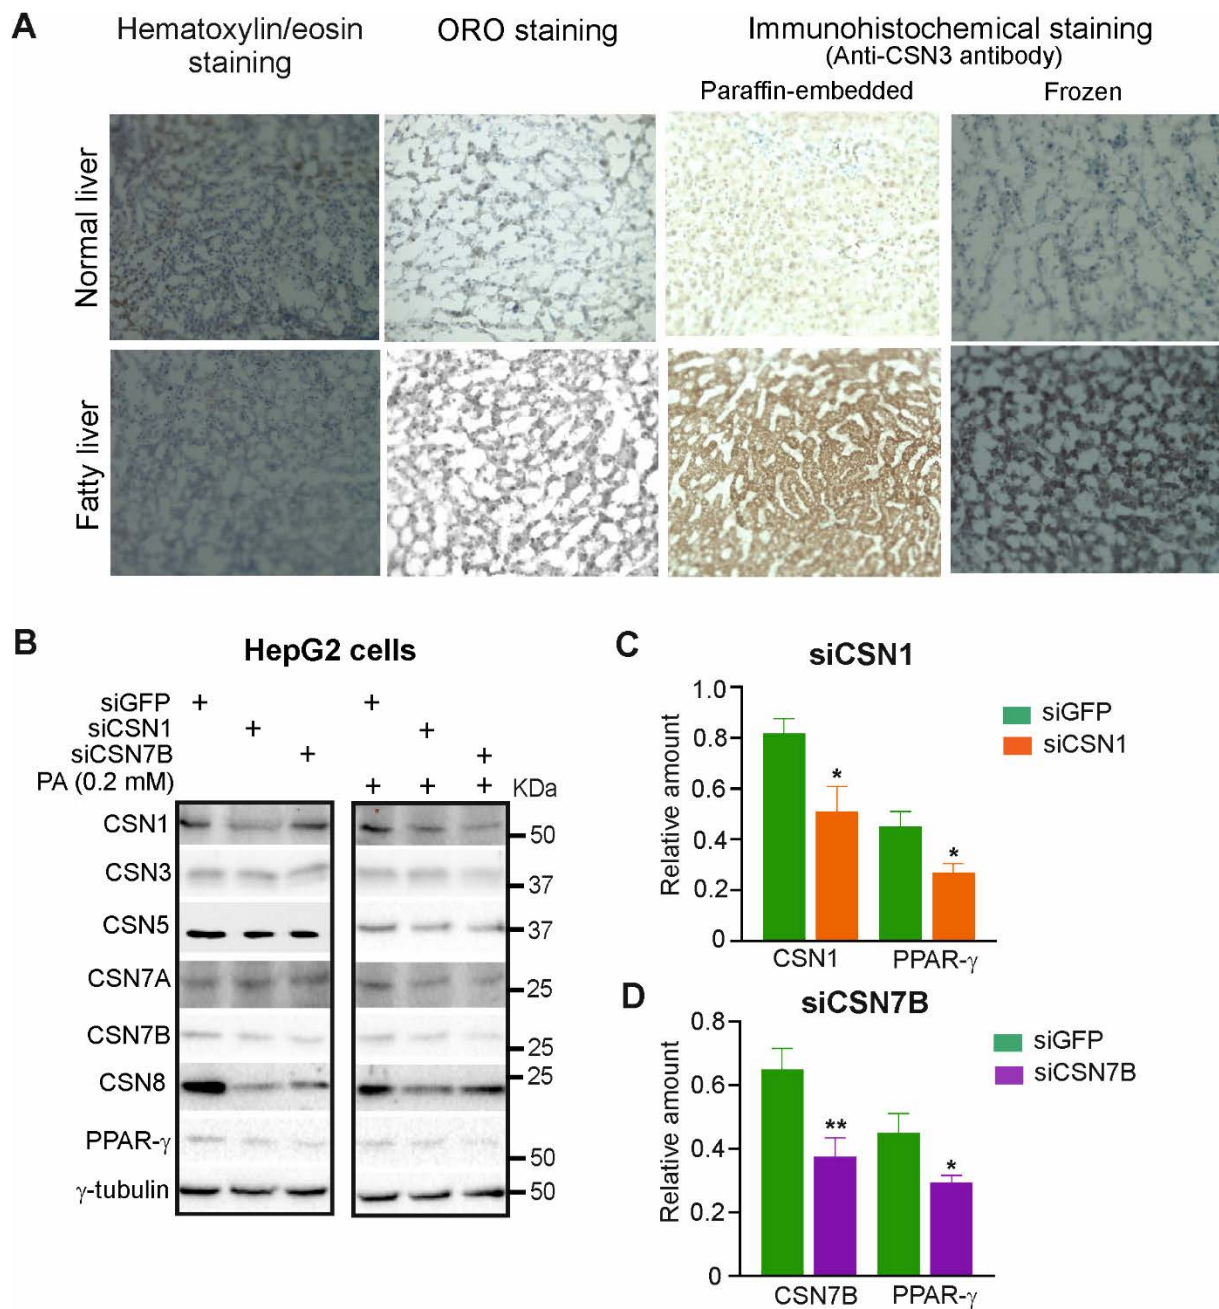 A
Hematoxylin/eosin
staining
ORO staining
Immunohistochemical staining
(Anti-CSN3 antibody)
Paraffin-embedded
Frozen
Normal liver
Fatty liver
B
HepG2 cells
siGFP + +
siCSN1 + +
siCSN7B + +
PA (0.2 mM) + + + KDa
CSN1 50
CSN3 37
CSN5 37
CSN7A 25
CSN7B 25
CSN8 25
PPAR-γ 50
γ-tubulin 50
C
siCSN1
Relative amount
1.0
0.8
0.6
0.4
0.2
0
* *
CSN1 PPAR-γ
siGFP
siCSN1
D
siCSN7B
Relative amount
0.8
0.6
0.4
0.2
0
** *
CSN7B PPAR-γ
siGFP
siCSN7B